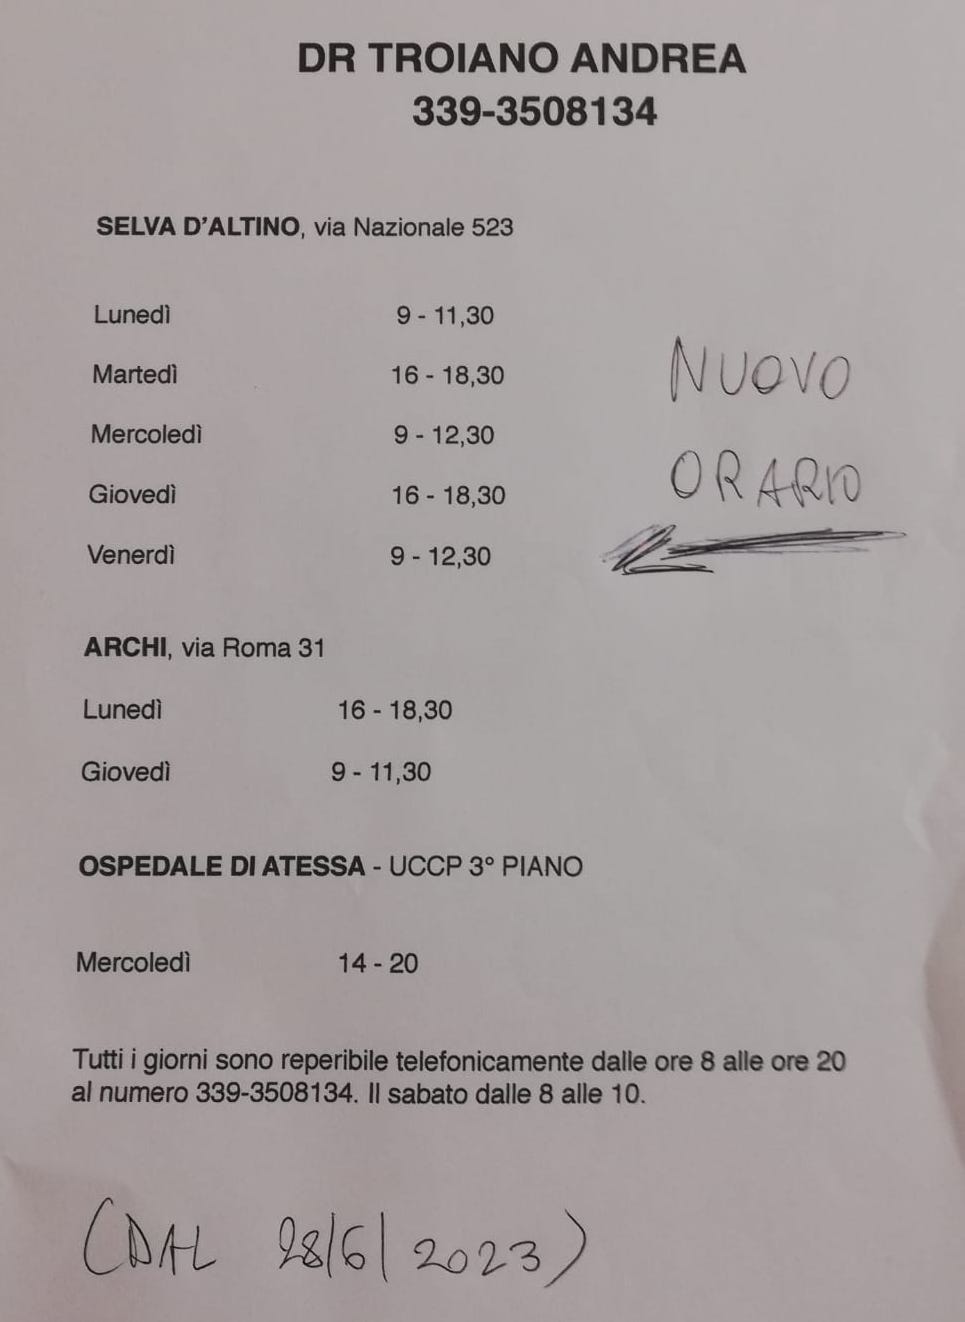 DR TROIANO ANDREA
339-3508134
SELVA D'ALTINO, via Nazionale 523
Lunedì 9 - 11,30
Martedì 16 - 18,30
Mercoledì 9 - 12,30
Giovedì 16 - 18,30
Venerdì 9 - 12,30
NUOVO
ORARIO
ARCHI, via Roma 31
Lunedì 16 - 18,30
Giovedì 9 - 11,30
OSPEDALE DI ATESSA - UCCP 3° PIANO
Mercoledì 14 - 20
Tutti i giorni sono reperibile telefonicamente dalle ore 8 alle ore 20
al numero 339-3508134. Il sabato dalle 8 alle 10.
(DAL 28/6/2023)